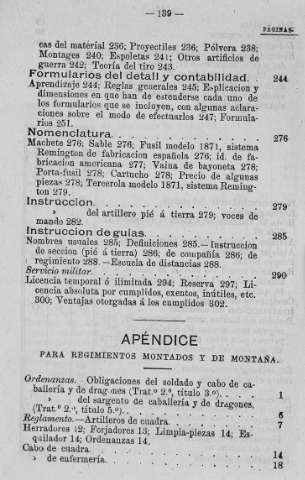 — 139 —
PÁGINAS.
cas del matérial 236; Proyectiles 236; Pólvera 238;
Montages 240; Espoletas 241; Otros artificios de
guerra 242; Teoría del tiro 243.
Formularios del detall y contabilidad. 244
Aprendizaje 244; Reglas generales 245; Esplicacion y
dimensiones en que han de estenderse cada uno de
los formularios que se incluyen, con algunas aclara-
ciones sobre el modo de efectuarlos 247; Formula-
rios 251.
Nomenclatura. 276
Machete 276; Sable 276; Fusil modelo 1871, sistema
Remington de fabricacion española 276; id. de fa-
bricacion americana 277; Vaina de bayoneta 278;
Porta-fusil 278; Cartucho 278; Precio de algunas
piezas 278; Tercerola modelo 1871, sistema Reming-
ton 279.
Instruccion. 279
» del artillero pié á tierra 279; voces de
mando 282.
Instruccion de guias. 285
Nombres usuales 285; Definiciones 285.—Instruccion
de seccion (pié á tierra) 286; de compañía 286; de
regimiento 288.—Escuela de distancias 288.
Servicio militar. 290
Licencia temporal ó ilimitada 294; Reserva 297; Li-
cencia absoluta por cumplidos, exentos, inútiles, etc.
300; Ventajas otorgadas á los cumplidos 302.
APÉNDICE
PARA REGIMIENTOS MONTADOS Y DE MONTAÑA.
Ordenanzas. Obligaciones del soldado y cabo de ca-
ballería y de dragones (Trat.º 2.º, título 3.º). 1
» del sargento de caballería y de dragones,
(Trat.º 2.º, título 5.º). 6
Reglamento.—Artilleros de cuadra. 7
Herradores 12; Forjadores 13; Limpia-piezas 14; Es-
quilador 14; Ordenanzas 14.
Cabo de cuadra. 14
» de enfermería. 18